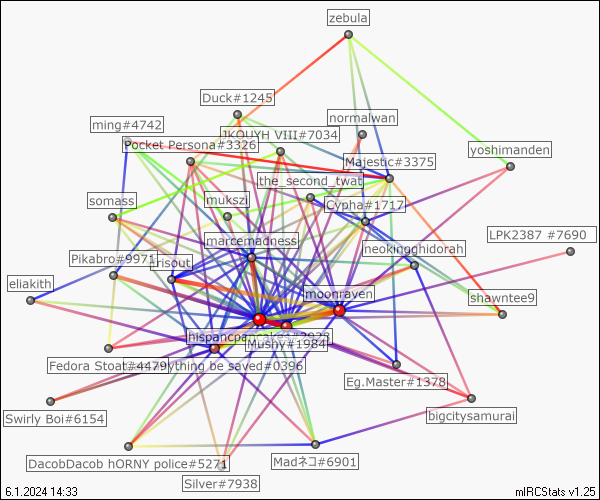 zebula
Duck#1245
normalwan
ming#4742
JKOUYH VIII#7034
Pocket Persona#3326
yoshimanden
Majestic#3375
the_second_twat
somass
mukszi
Cypha#1717
LPK2387 #7690
marcemadness
neokingghidorah
Pikabro#9971
trisout
eliakith
moonraven
shawntee9
Mushy#1984
Fedora Stoat#4479
everything be saved#0396
Eg.Master#1378
Swirly Boi#6154
bigcitysamurai
DacobDacob hORNY police#5271
Madネコ#6901
Silver#7938
6.1.2024 14:33
mIRCStats v1.25